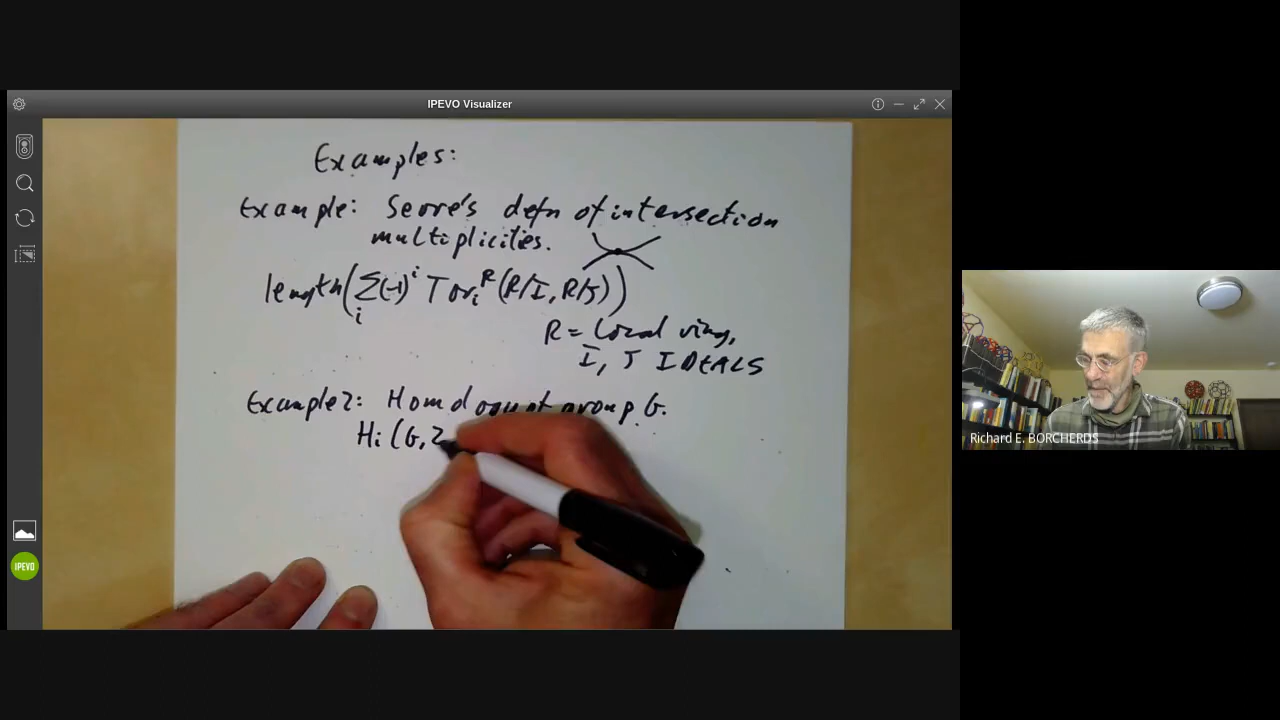 IPEVO Visualizer
Examples:
Example: Serre's defn of intersection
multiplicities.
length(∑(-1)^i Tor_i^R(R/I, R/J))
i
R = Local ring,
I, J IDEALS
Example 2: Homology of group G.
Hi (G, Z
IPEVO
Richard E. BORCHERDS